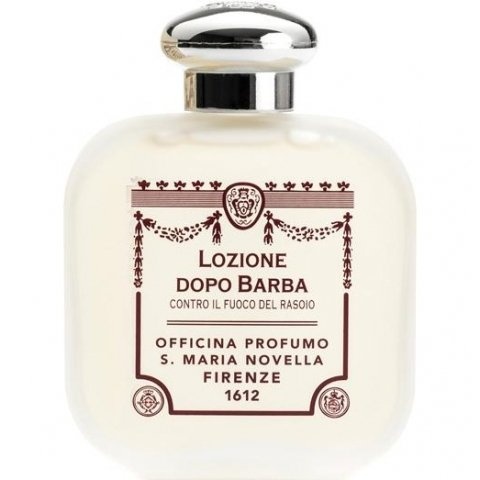 LOZIONE
DOPO BARBA
CONTRO IL FUOCO DEL RASOIO
OFFICINA PROFUMO
S. MARIA NOVELLA
FIRENZE
1612